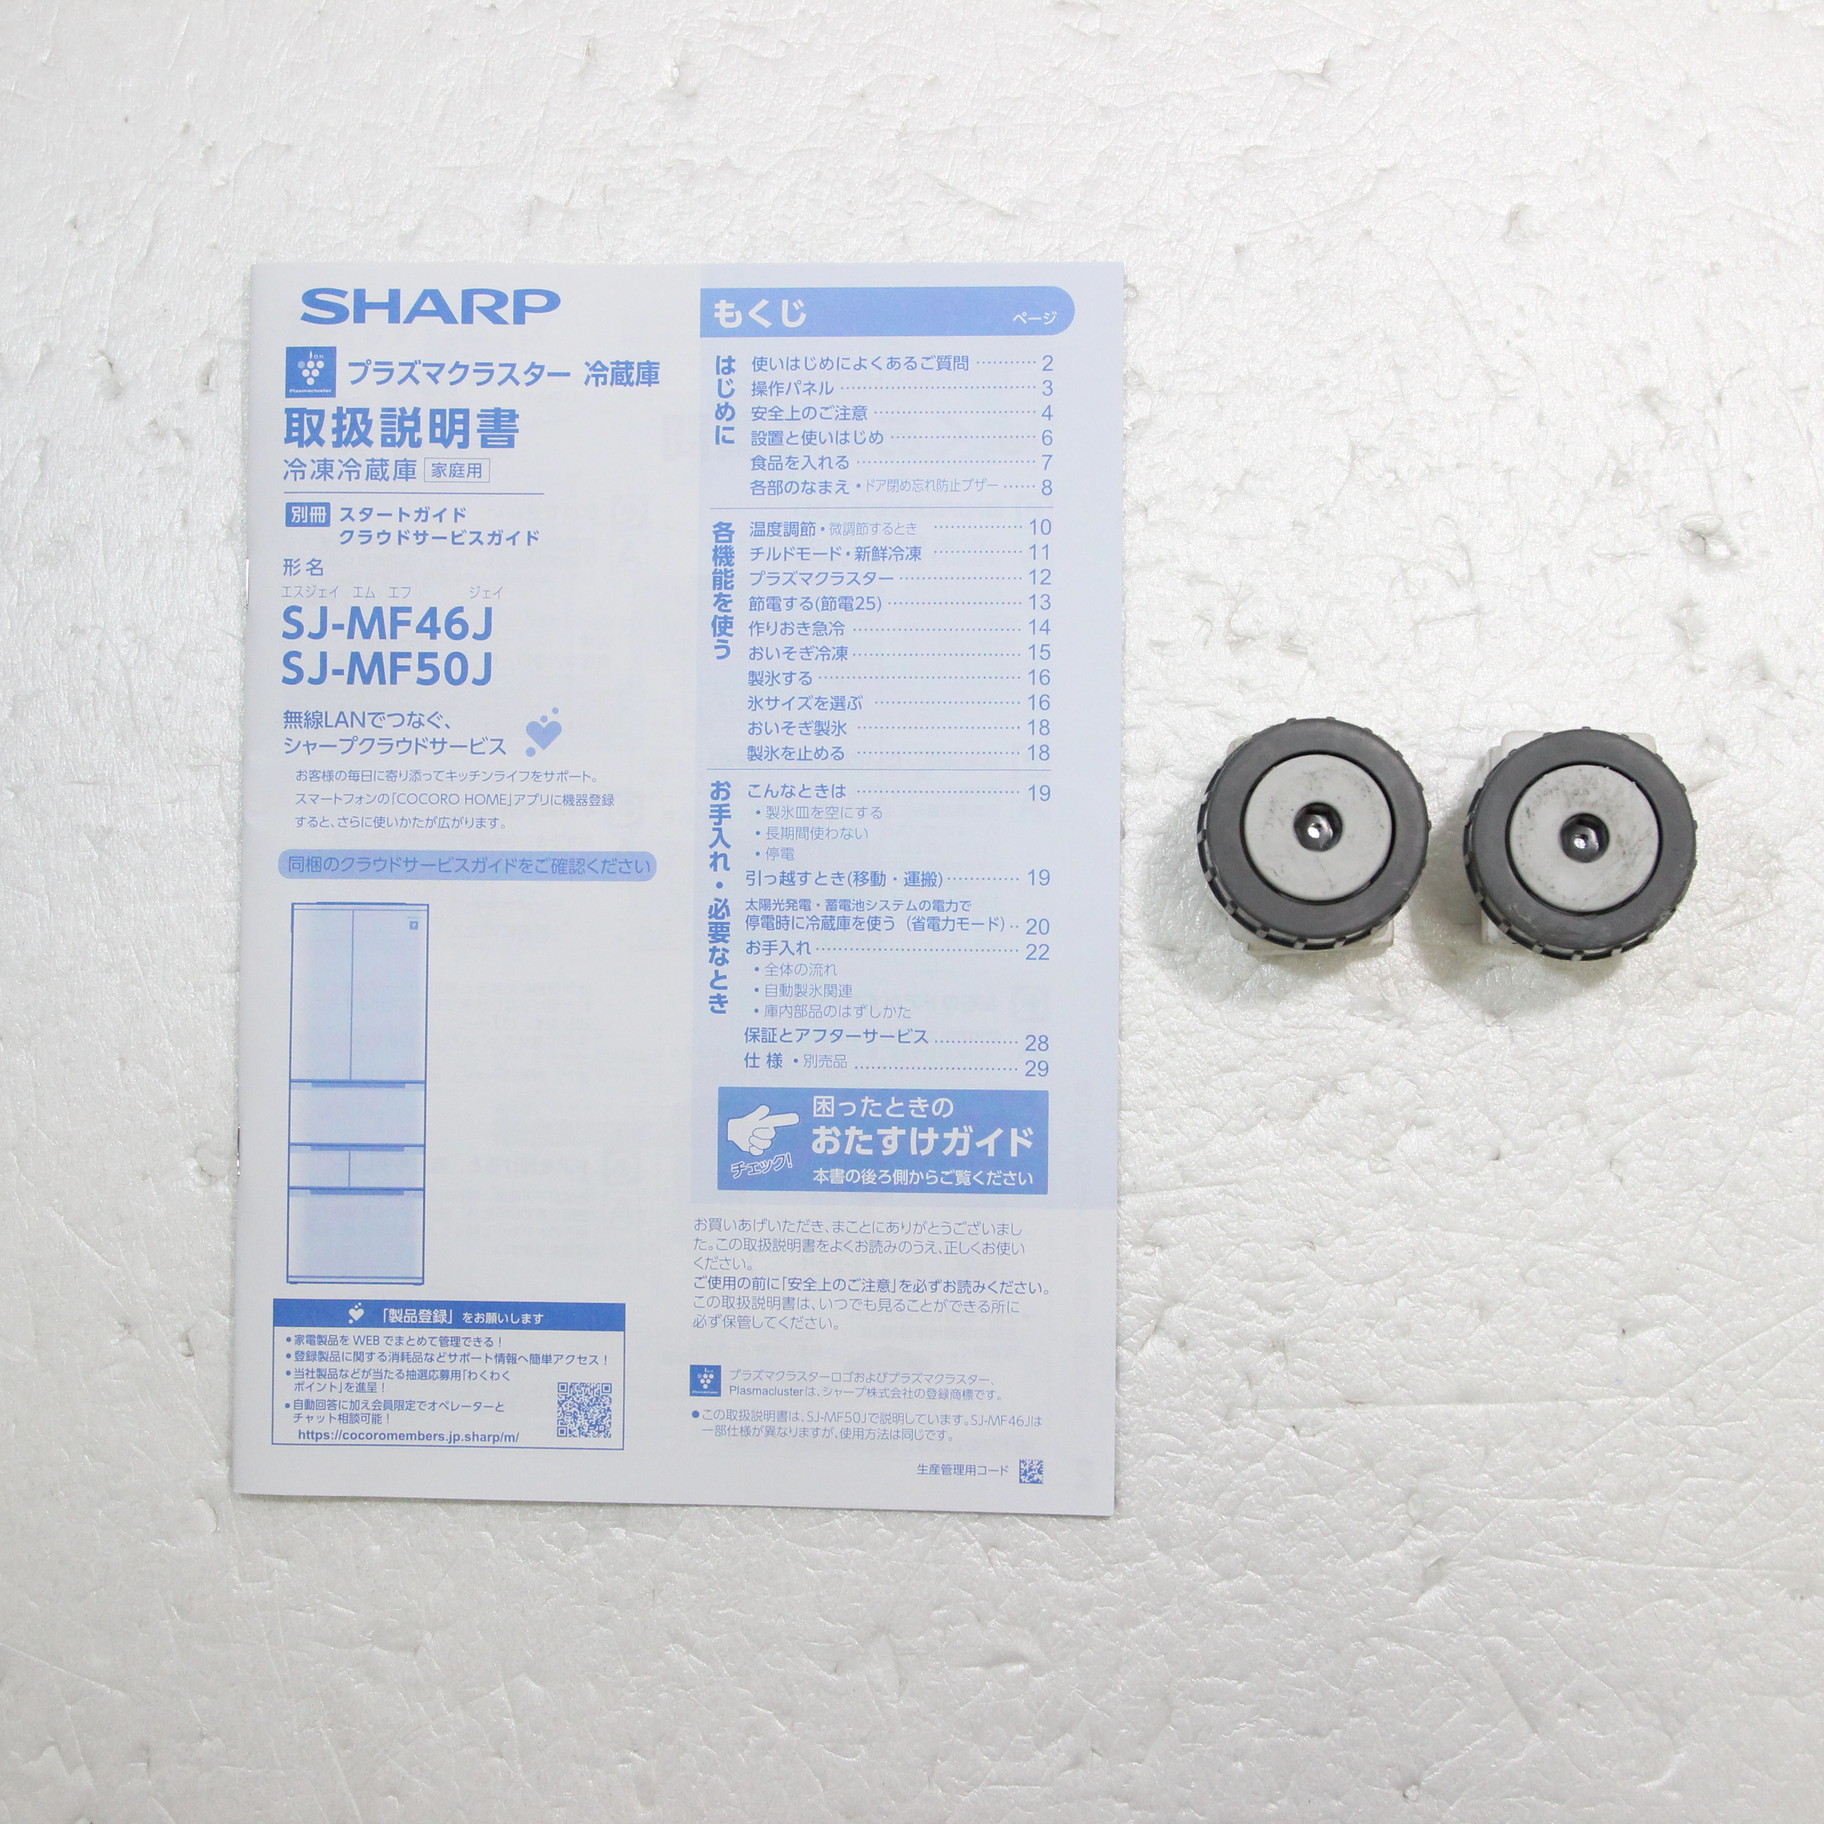 SHARP
Ion
Plasmacluster
プラズマクラスター 冷蔵庫
取扱説明書
冷凍冷蔵庫 家庭用
別冊 スタートガイド
クラウドサービスガイド
形名
エスジェイ エム エフ ジェイ
SJ-MF46J
SJ-MF50J
無線LANでつなぐ、
シャープクラウドサービス
お客様の毎日に寄り添ってキッチンライフをサポート。
スマートフォンの「COCORO HOME」アプリに機器登録
すると、さらに使いかたが広がります。
同梱のクラウドサービスガイドをご確認ください
「製品登録」をお願いします
●家電製品をWEBでまとめて管理できる！
●登録製品に関する消耗品などサポート情報へ簡単アクセス！
●当社製品などが当たる抽選応募用「わくわく
ポイント」を進呈！
●自動回答に加え会員限定でオペレーターと
チャット相談可能！
https://cocoromembers.jp.sharp/m/
もくじ ページ
はじめに
使いはじめによくあるご質問 ………… 2
操作パネル ………… 3
安全上のご注意 ………… 4
設置と使いはじめ ………… 6
食品を入れる ………… 7
各部のなまえ・ドア閉め忘れ防止ブザー …… 8
各機能を使う
温度調節・微調節するとき ………… 10
チルドモード・新鮮冷凍 ………… 11
プラズマクラスター ………… 12
節電する(節電25) ………… 13
作りおき急冷 ………… 14
おいそぎ冷凍 ………… 15
製氷する ………… 16
氷サイズを選ぶ ………… 16
おいそぎ製氷 ………… 18
製氷を止める ………… 18
お手入れ・必要なとき
こんなときは ………… 19
・製氷皿を空にする
・長期間使わない
・停電
引っ越すとき(移動・運搬) ………… 19
太陽光発電・蓄電池システムの電力で
停電時に冷蔵庫を使う（省電力モード）‥ 20
お手入れ ………… 22
・全体の流れ
・自動製氷関連
・庫内部品のはずしかた
保証とアフターサービス ………… 28
仕様・別売品 ………… 29
チェック!
困ったときの
おたすけガイド
本書の後ろ側からご覧ください
お買いあげいただき、まことにありがとうございまし
た。この取扱説明書をよくお読みのうえ、正しくお使い
ください。
ご使用の前に「安全上のご注意」を必ずお読みください。
この取扱説明書は、いつでも見ることができる所に
必ず保管してください。
Ion
Plasmacluster
プラズマクラスターロゴおよびプラズマクラスター、
Plasmaclusterは、シャープ株式会社の登録商標です。
●この取扱説明書は、SJ-MF50Jで説明しています。SJ-MF46Jは
一部仕様が異なりますが、使用方法は同じです。
生産管理用コード